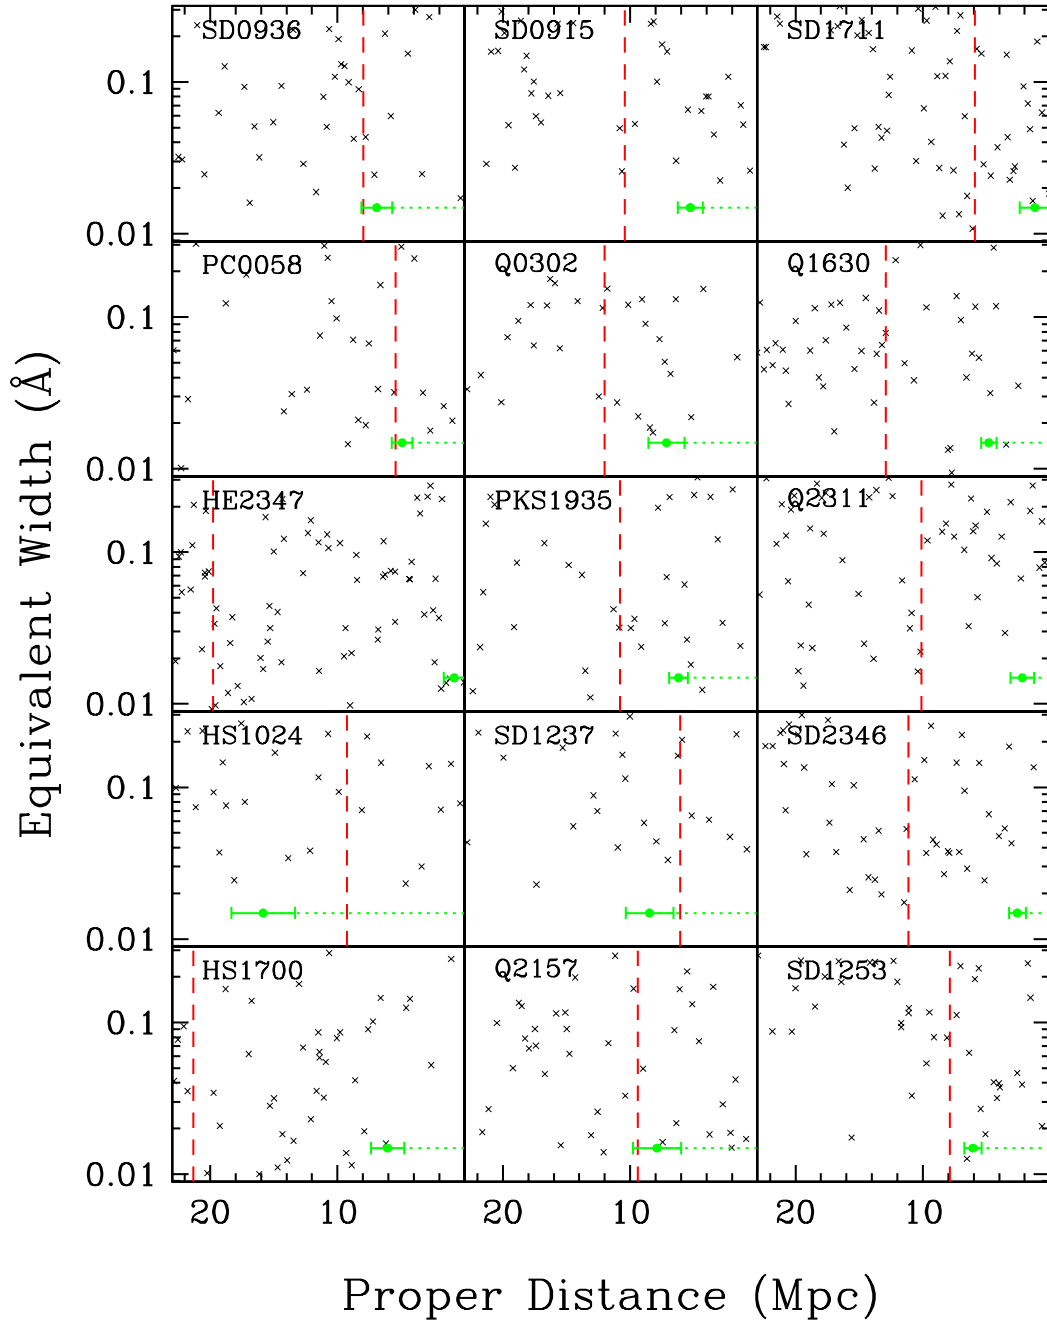 SD0936 SD0915 SD1711
0.1
0.01
PC0058 Q0302 Q1630
0.1
0.01
HE2347 PKS1935 Q2311
0.1
0.01
HS1024 SD1237 SD2346
0.1
0.01
HS1700 Q2157 SD1253
0.1
0.01
20 10 20 10 20 10
Proper Distance (Mpc)
Equivalent Width (Å)